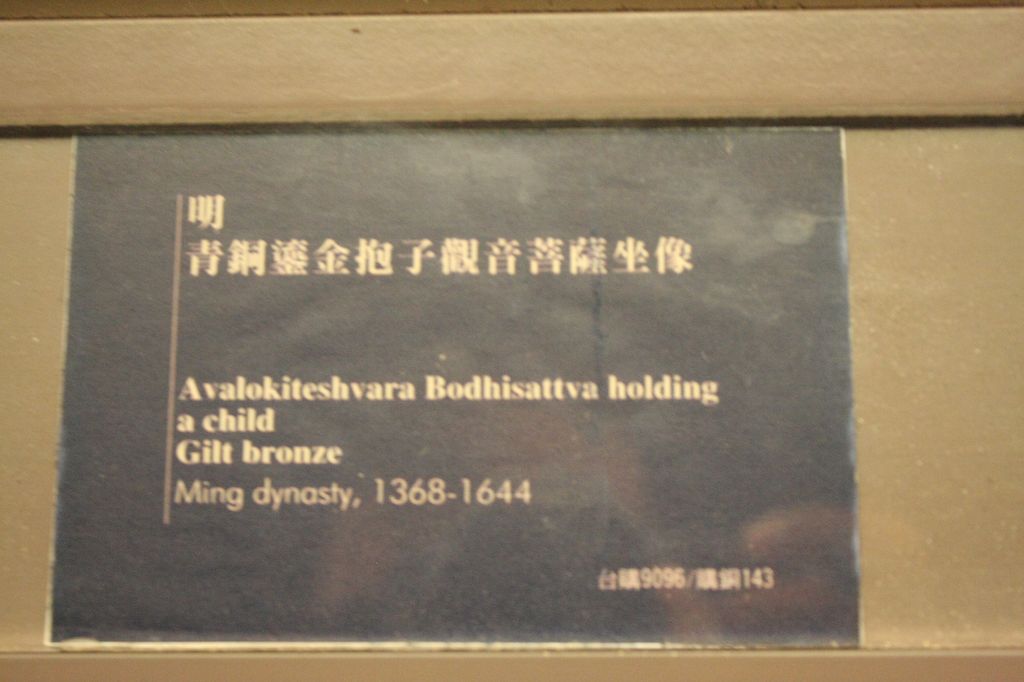 明
青銅鎏金抱子觀音菩薩坐像
Avalokiteshvara Bodhisattva holding
a child
Gilt bronze
Ming dynasty, 1368-1644
台購9096/購銅143